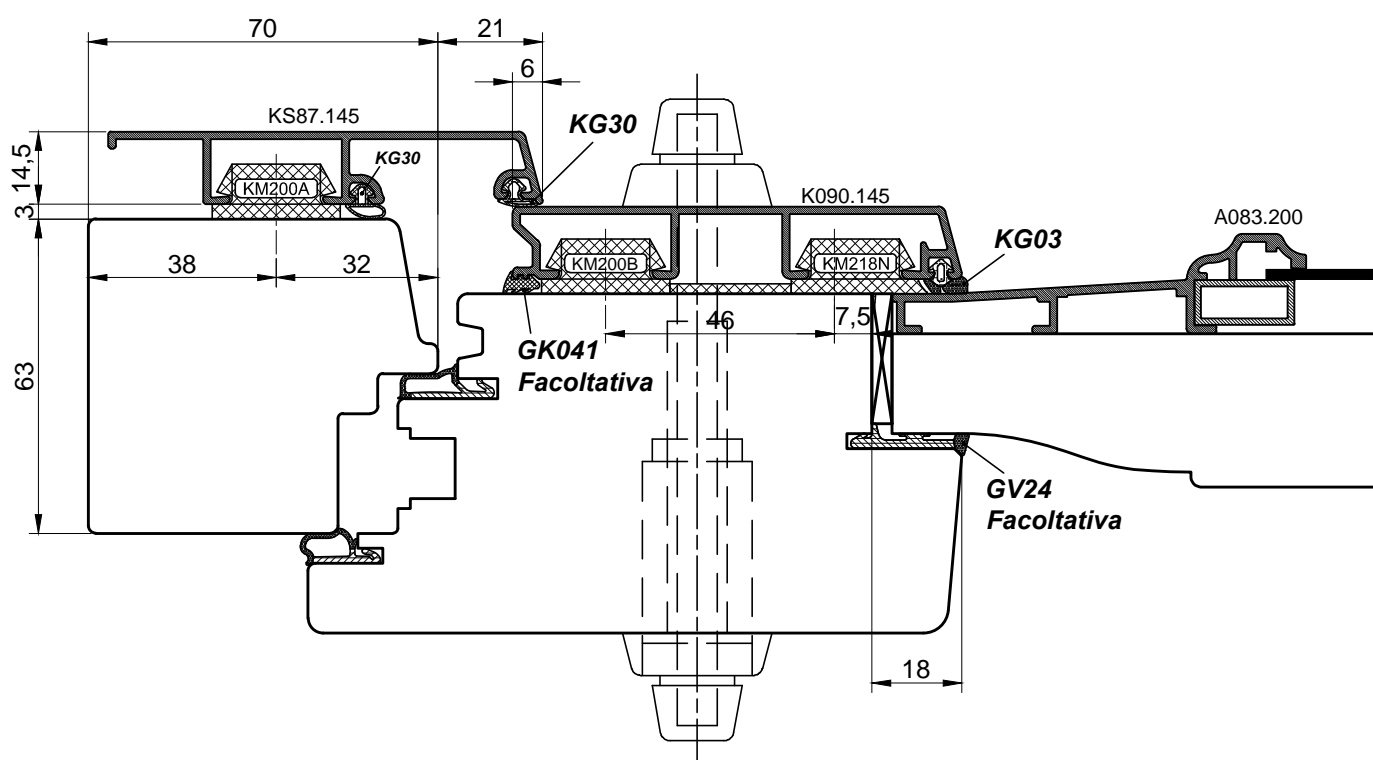 70
21
6
KS87.145
KG30
KG30
14,5
KM200A
K090.145
3
A083.200
KG03
38
32
KM200B
KM218N
46
7,5
63
GK041
Facoltativa
GV24
Facoltativa
18